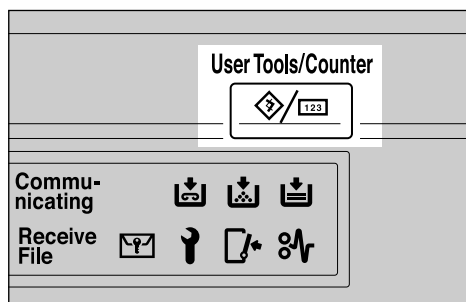 User Tools/Counter
123
Commu-
nicating
Receive
File